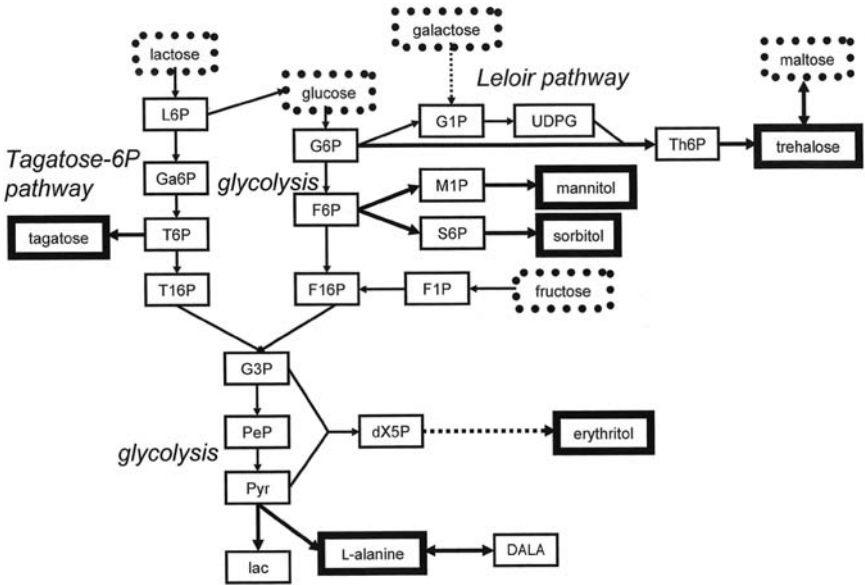 galactose
lactose
Leloir pathway
maltose
glucose
L6P
G1P
UDPG
G6P
Th6P
trehalose
Tagatose-6P
pathway
Ga6P
glycolysis
M1P
mannitol
F6P
tagatose
T6P
S6P
sorbitol
T16P
F16P
F1P
fructose
G3P
PeP
dX5P
erythritol
glycolysis
Pyr
lac
L-alanine
DALA